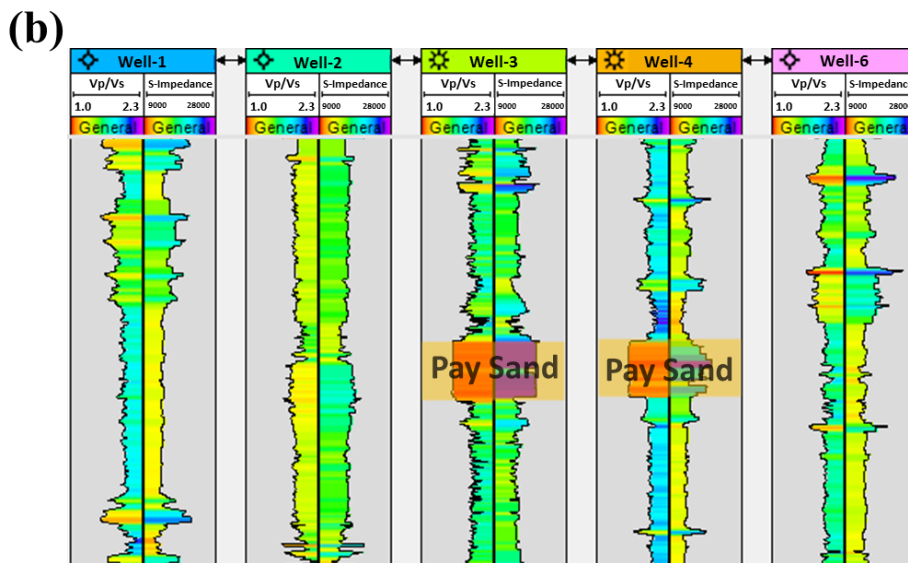 (b)
Well-1 Well-2 Well-3 Well-4 Well-6
Vp/Vs S-Impedance Vp/Vs S-Impedance Vp/Vs S-Impedance Vp/Vs S-Impedance Vp/Vs S-Impedance
1.0 2.3 9000 28000 1.0 2.3 9000 28000 1.0 2.3 9000 28000 1.0 2.3 9000 28000 1.0 2.3 9000 28000
General General General General General General General General General General
Pay Sand Pay Sand